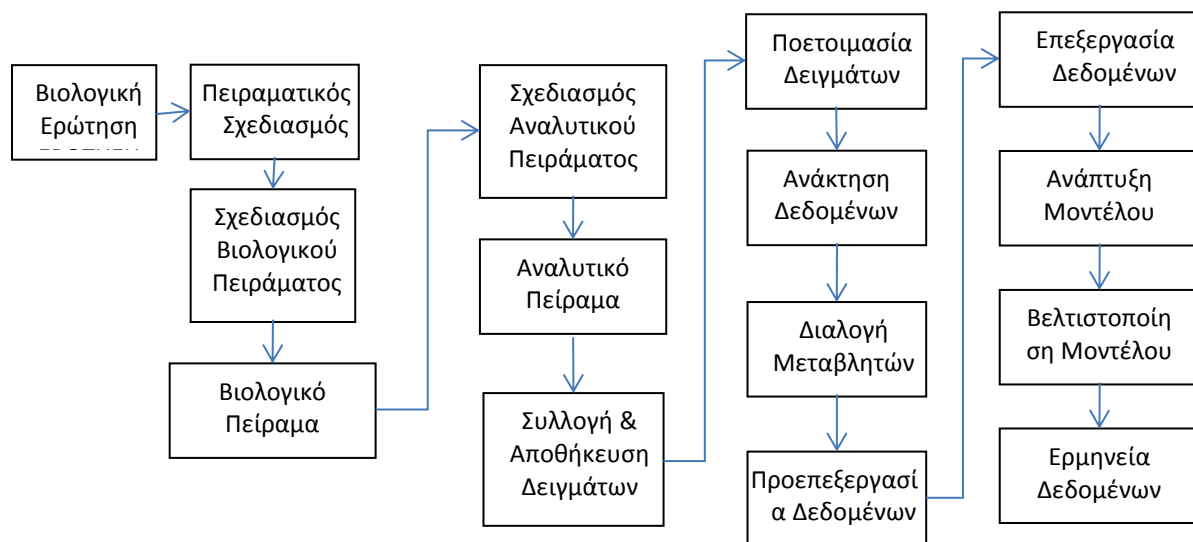 Βιολογική
Ερώτηση
Πειραματικός
Σχεδιασμός
Σχεδιασμός
Βιολογικού
Πειράματος
Βιολογικό
Πείραμα
Σχεδιασμός
Αναλυτικού
Πειράματος
Αναλυτικό
Πείραμα
Συλλογή &
Αποθήκευση
Δειγμάτων
Ποετοιμασία
Δειγμάτων
Ανάκτηση
Δεδομένων
Διαλογή
Μεταβλητών
Προεπεξεργασί
α Δεδομένων
Επεξεργασία
Δεδομένων
Ανάπτυξη
Μοντέλου
Βελτιστοποίη
ση Μοντέλου
Ερμηνεία
Δεδομένων